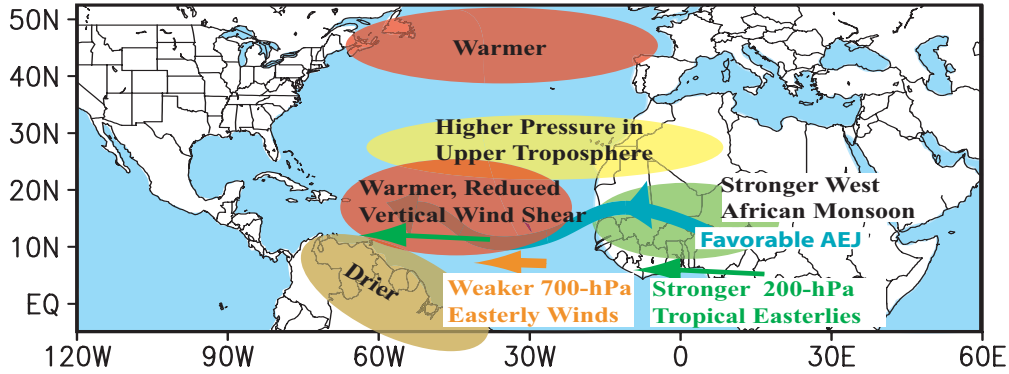 50N
Warmer
40N
30N
Higher Pressure in
Upper Troposphere
20N
Warmer, Reduced
Vertical Wind Shear
Stronger West
African Monsoon
Favorable AEJ
10N
Drier
Weaker 700-hPa
Easterly Winds
Stronger 200-hPa
Tropical Easterlies
EQ
120W 90W 60W 30W 0 30E 60E